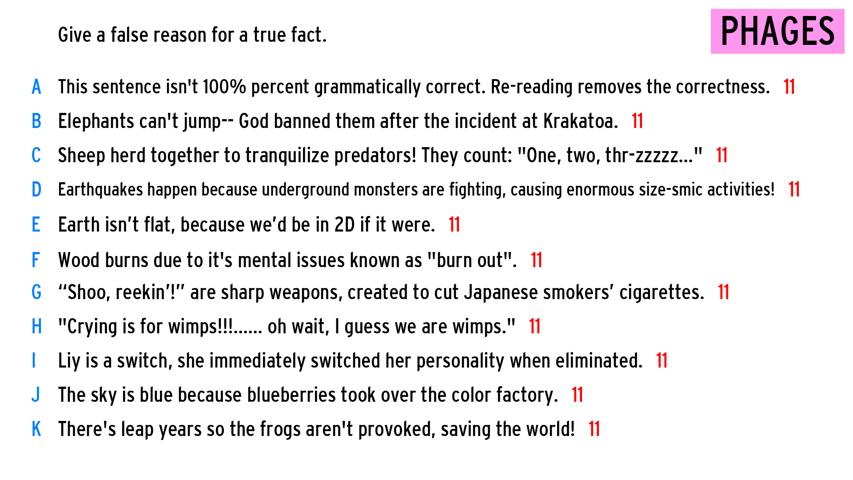 Give a false reason for a true fact.
PHAGES
A This sentence isn't 100% percent grammatically correct. Re-reading removes the correctness. 11
B Elephants can't jump-- God banned them after the incident at Krakatoa. 11
C Sheep herd together to tranquilize predators! They count: "One, two, thr-zzzzz..." 11
D Earthquakes happen because underground monsters are fighting, causing enormous size-smic activities! 11
E Earth isn’t flat, because we’d be in 2D if it were. 11
F Wood burns due to it's mental issues known as "burn out". 11
G “Shoo, reekin’!” are sharp weapons, created to cut Japanese smokers’ cigarettes. 11
H "Crying is for wimps!!!...... oh wait, I guess we are wimps." 11
I Liy is a switch, she immediately switched her personality when eliminated. 11
J The sky is blue because blueberries took over the color factory. 11
K There's leap years so the frogs aren't provoked, saving the world! 11